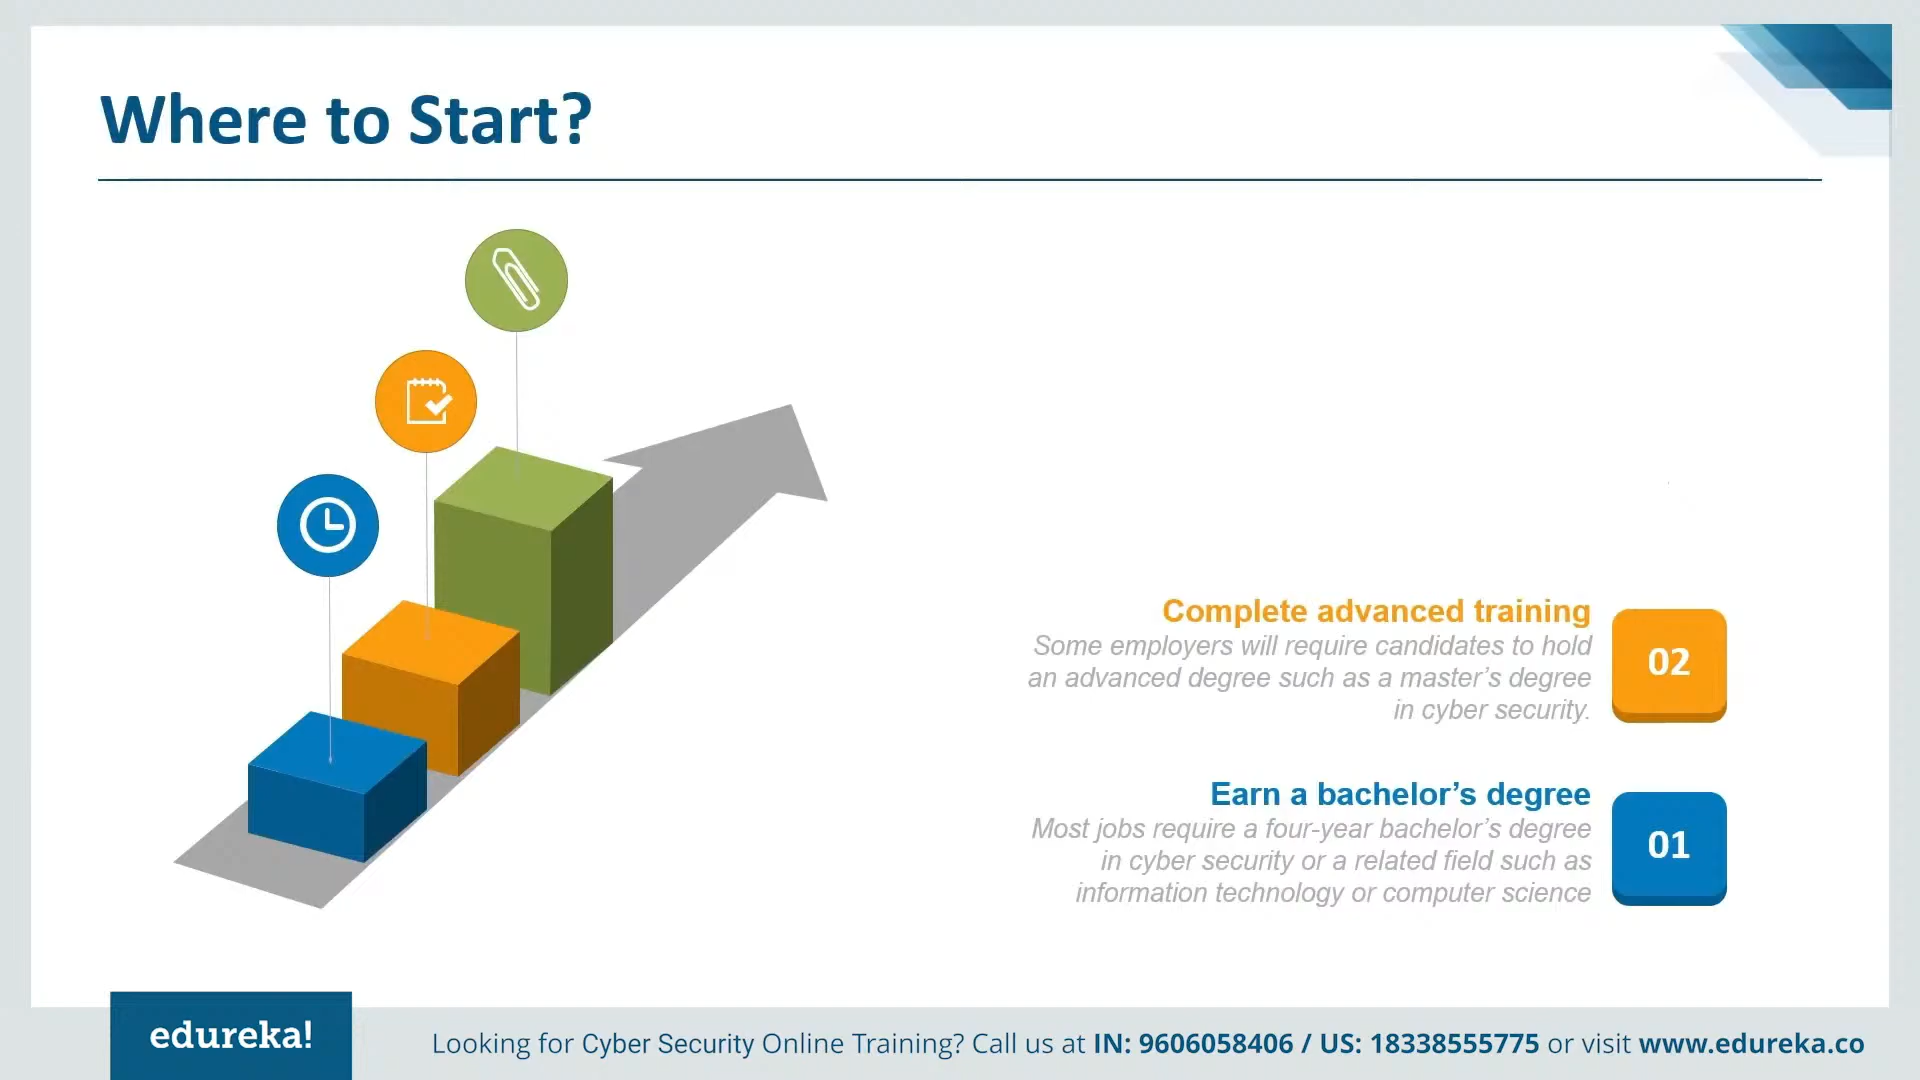 Where to Start?
Complete advanced training
Some employers will require candidates to hold
an advanced degree such as a master’s degree
in cyber security.
02
Earn a bachelor’s degree
Most jobs require a four-year bachelor’s degree
in cyber security or a related field such as
information technology or computer science
01
edureka!
Looking for Cyber Security Online Training? Call us at IN: 9606058406 / US: 18338555775 or visit www.edureka.co